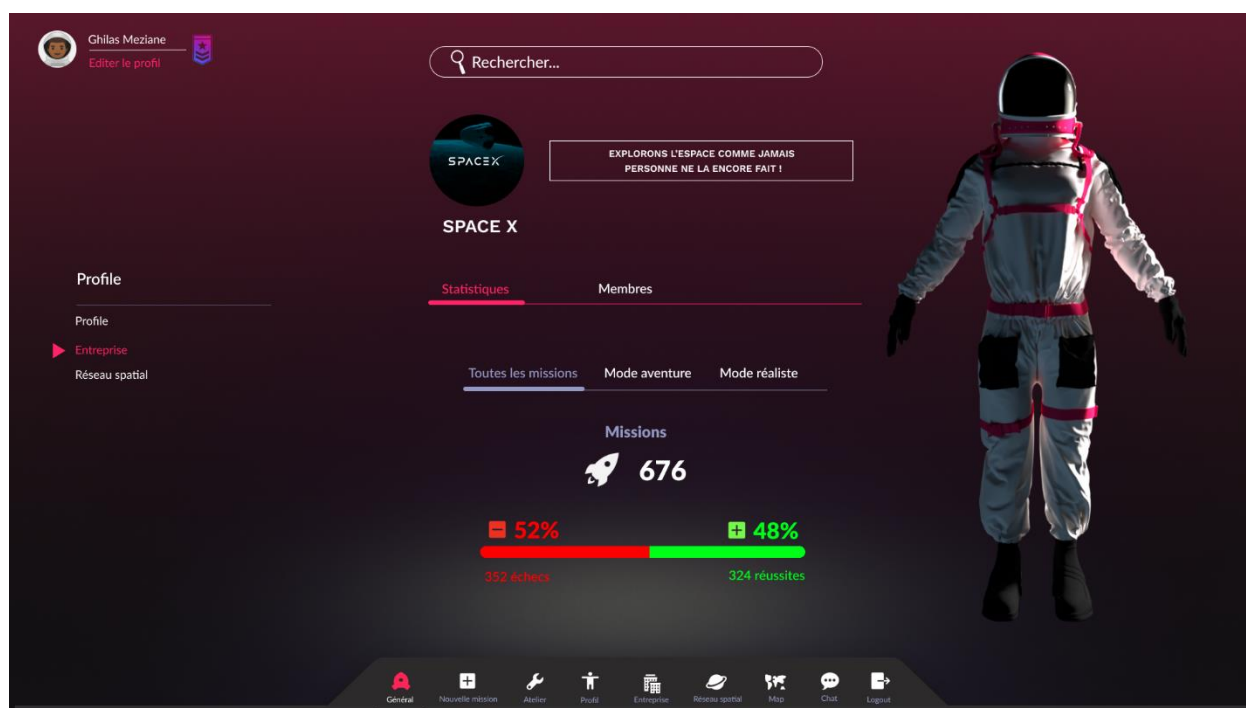 Ghilas Meziane
Editer le profil
Rechercher...
SPACEX
EXPLORONS L'ESPACE COMME JAMAIS
PERSONNE NE LA ENCORE FAIT !
SPACE X
Profile
Profile
Entreprise
Réseau spatial
Statistiques Membres
Toutes les missions Mode aventure Mode réaliste
Missions
676
52% 48%
352 échecs 324 réussites
Général Nouvelle mission Atelier Profil Entreprise Réseau spatial Map Chat Logout